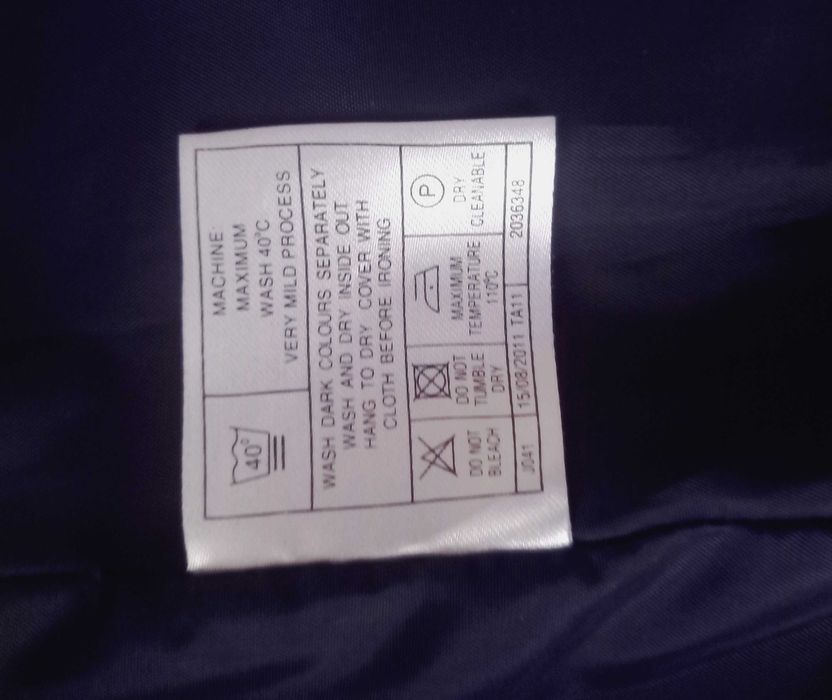 40°
MACHINE:
MAXIMUM
WASH 40°C
VERY MILD PROCESS
WASH DARK COLOURS SEPARATELY
WASH AND DRY INSIDE OUT
HANG TO DRY COVER WITH
CLOTH BEFORE IRONING
DO NOT
BLEACH
DO NOT
TUMBLE
DRY
MAXIMUM
TEMPERATURE
110°C
P
DRY
CLEANABLE
J041 15/08/2011 TA11 2036348